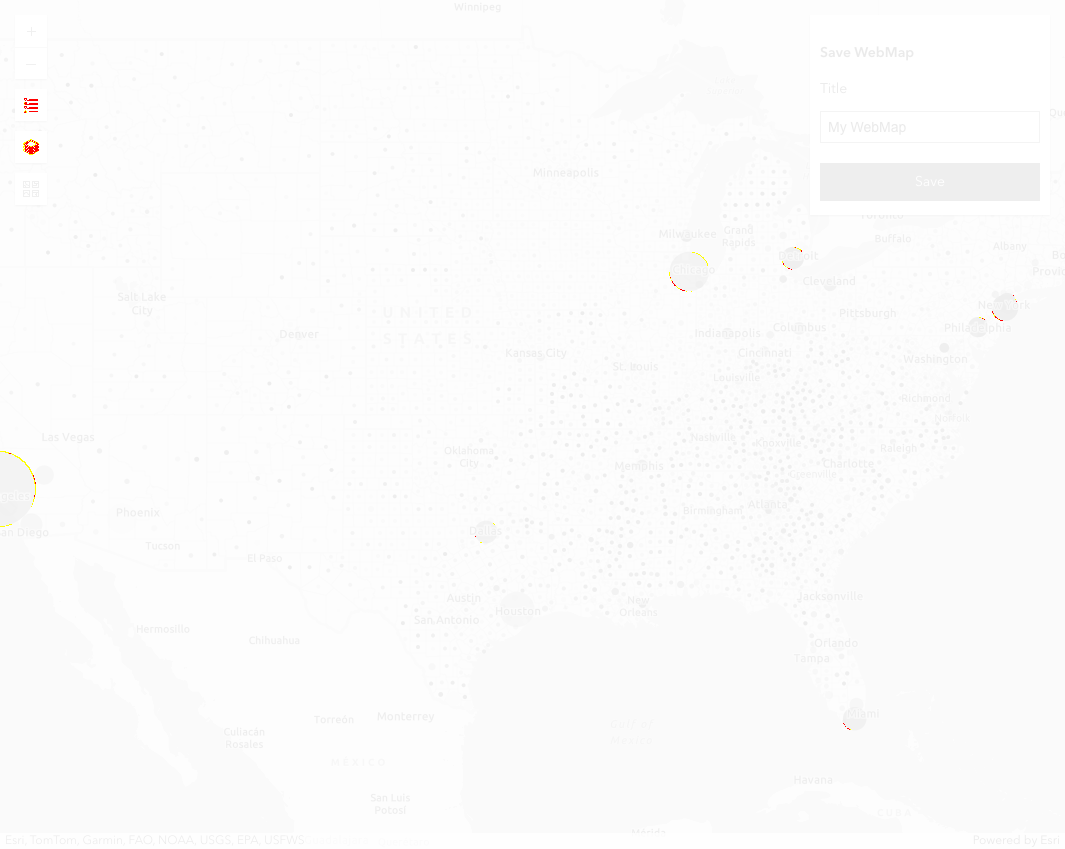 Winnipeg
Save WebMap
Title
My WebMap
Save
Minneapolis
Toronto
Milwaukee
Grand
Rapids
Buffalo
Albany
Detroit
Chicago
Cleveland
Salt Lake
City
New York
UNITED
STATES
Pittsburgh
Philadelphia
Denver
Indianapolis
Columbus
Kansas City
Cincinnati
Washington
St. Louis
Louisville
Richmond
Norfolk
Las Vegas
Nashville
Knoxville
Raleigh
Oklahoma
City
Memphis
Charlotte
Greenville
Phoenix
Birmingham
Atlanta
San Diego
Dallas
Tucson
El Paso
Austin
Houston
New
Orleans
Jacksonville
San Antonio
Hermosillo
Chihuahua
Orlando
Tampa
Miami
Torreón
Monterrey
Culiacán
Rosales
Gulf of
Mexico
MÉXICO
Havana
San Luis
Potosí
CUBA
Mérida
Esri, TomTom, Garmin, FAO, NOAA, USGS, EPA, USFWS
Powered by Esri